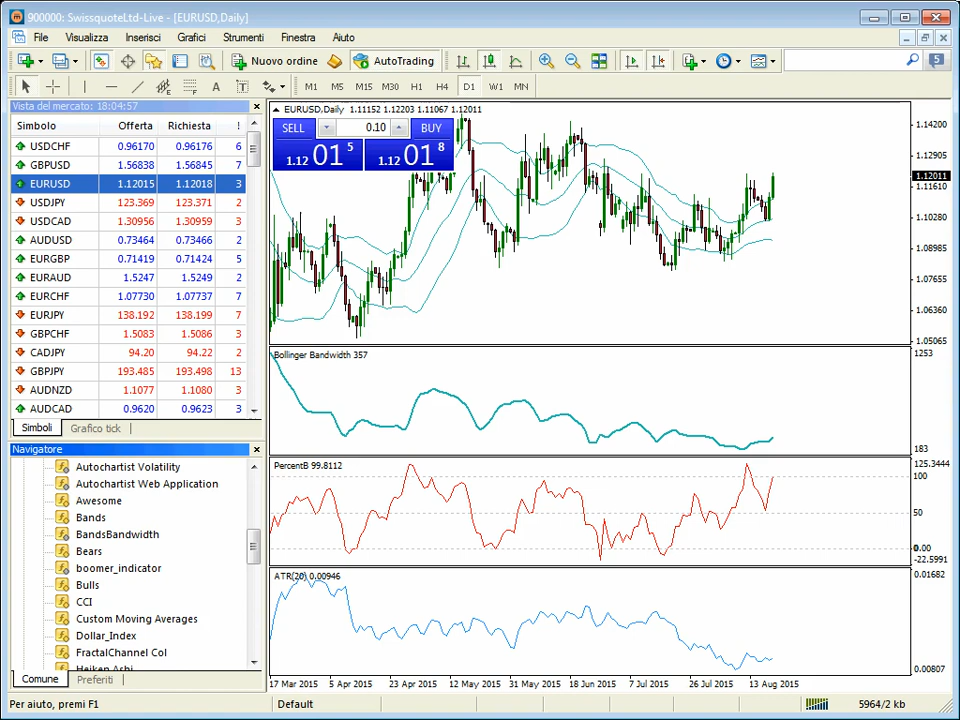 900000: SwissquoteLtd-Live - [EURUSD,Daily]
File Visualizza Inserisci Grafici Strumenti Finestra Aiuto
Nuovo ordine AutoTrading 5
A T M1 M5 M15 M30 H1 H4 D1 W1 MN
Vista del mercato: 18:04:57
Simbolo Offerta Richiesta !
USDCHF 0.96170 0.96176 6
GBPUSD 1.56838 1.56845 7
EURUSD 1.12015 1.12018 3
USDJPY 123.369 123.371 2
USDCAD 1.30956 1.30959 3
AUDUSD 0.73464 0.73466 2
EURGBP 0.71419 0.71424 5
EURAUD 1.5247 1.5249 2
EURCHF 1.07730 1.07737 7
EURJPY 138.192 138.199 7
GBPCHF 1.5083 1.5086 3
CADJPY 94.20 94.22 2
GBPJPY 193.485 193.498 13
AUDNZD 1.1077 1.1080 3
AUDCAD 0.9620 0.9623 3
Simboli Grafico tick
Navigatore
Autochartist Volatility
Autochartist Web Application
Awesome
Bands
BandsBandwidth
Bears
boomer_indicator
Bulls
CCI
Custom Moving Averages
Dollar_Index
FractalChannel Col
Heiken Ashi
Comune Preferiti
EURUSD,Daily 1.11152 1.12203 1.11067 1.12011
SELL 0.10 BUY
1.12 01 5 1.12 01 8
1.14200
1.12905
1.12011
1.11610
1.10280
1.08985
1.07655
1.06360
1.05065
Bollinger Bandwidth 357
1253
183
PercentB 99.8112
125.3444
100
50
0.00
-22.5991
ATR(20) 0.00946
0.01682
0.00807
17 Mar 2015 5 Apr 2015 23 Apr 2015 12 May 2015 31 May 2015 18 Jun 2015 7 Jul 2015 26 Jul 2015 13 Aug 2015
Per aiuto, premi F1 Default 5964/2 kb